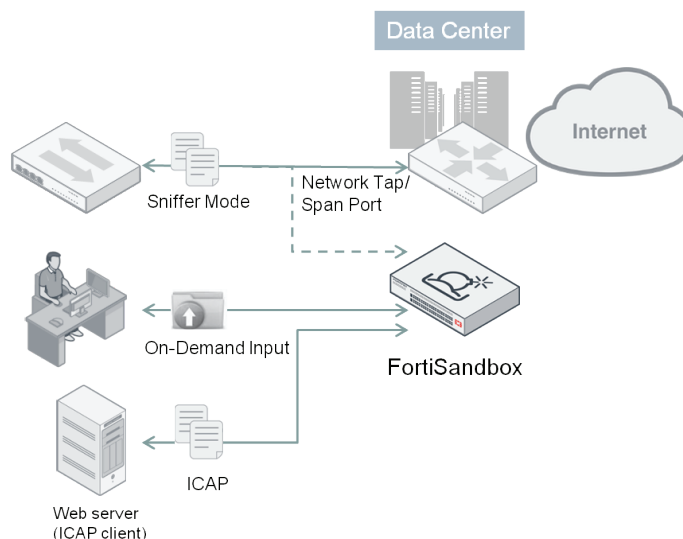 Data Center
Internet
Sniffer Mode
Network Tap/
Span Port
On-Demand Input
FortiSandbox
ICAP
Web server
(ICAP client)